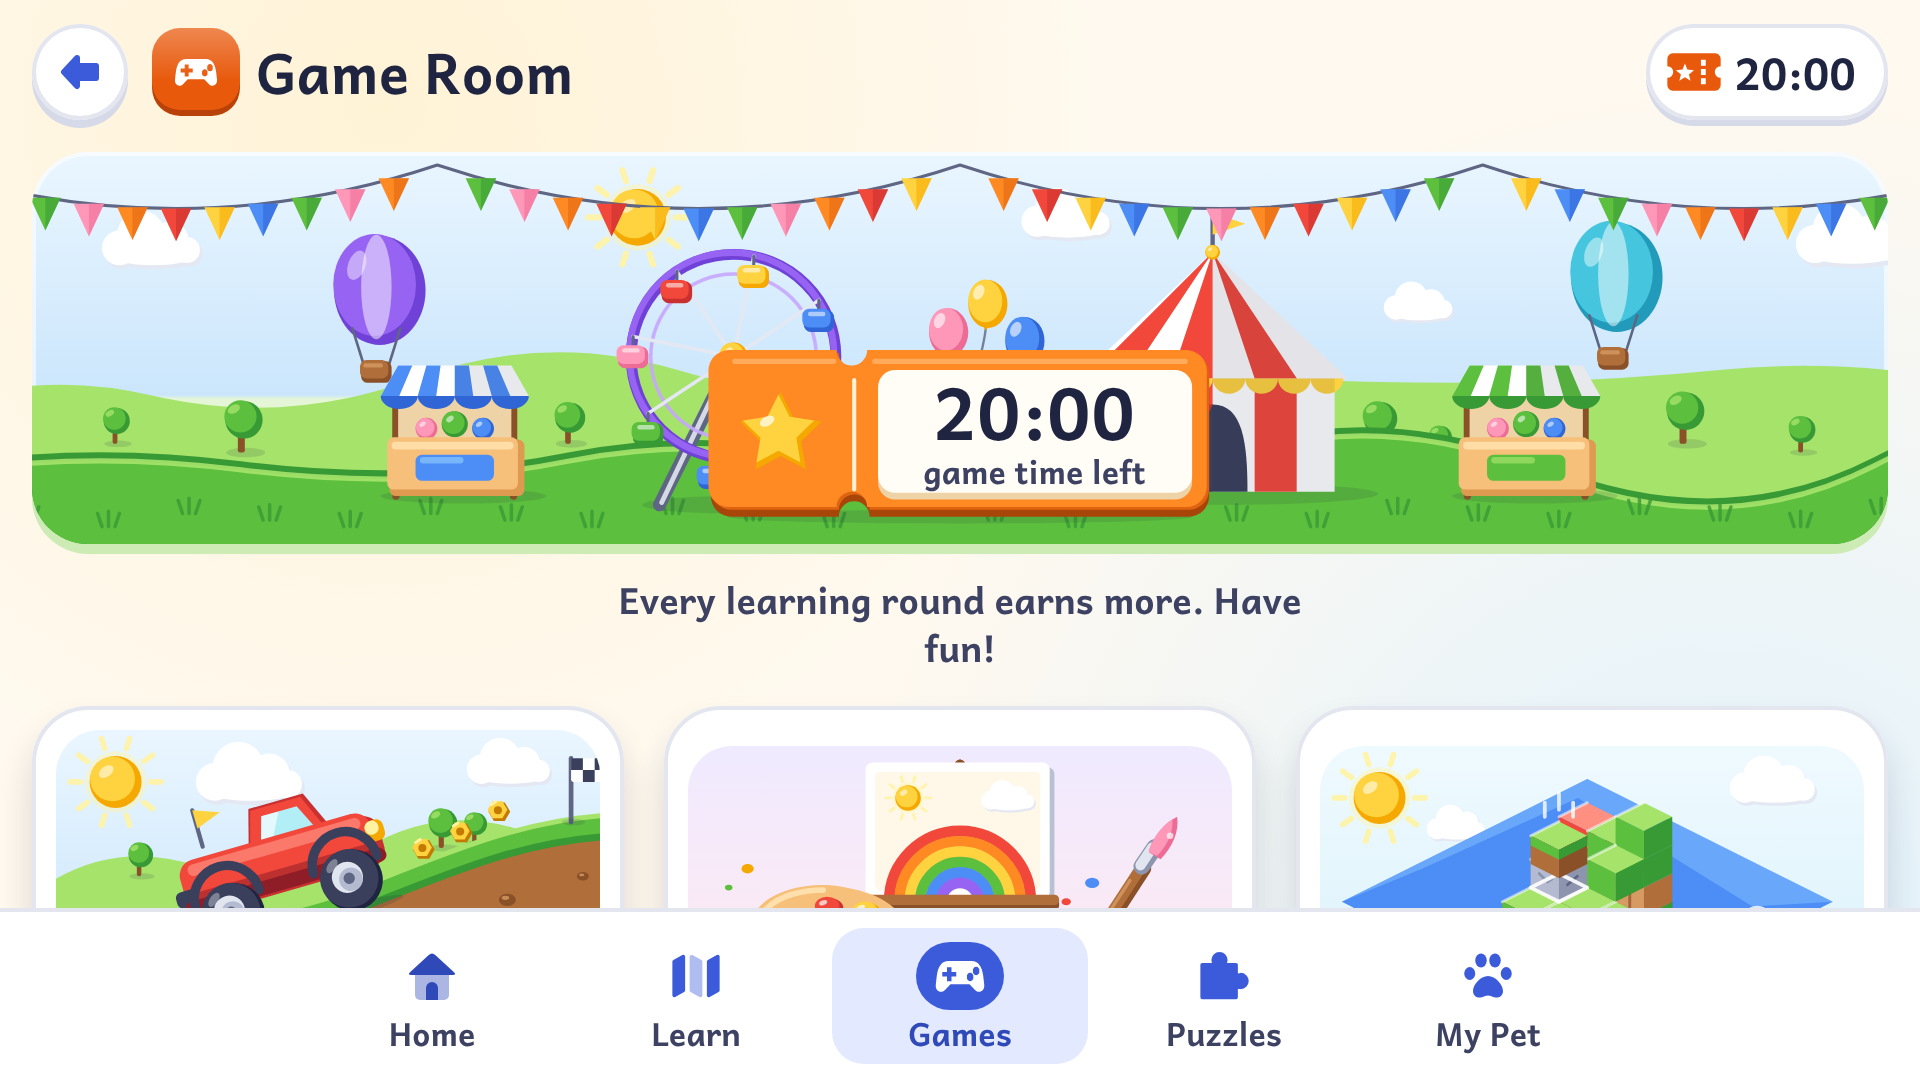 Game Room
20:00
20:00
game time left
Every learning round earns more. Have
fun!
Home
Learn
Games
Puzzles
My Pet